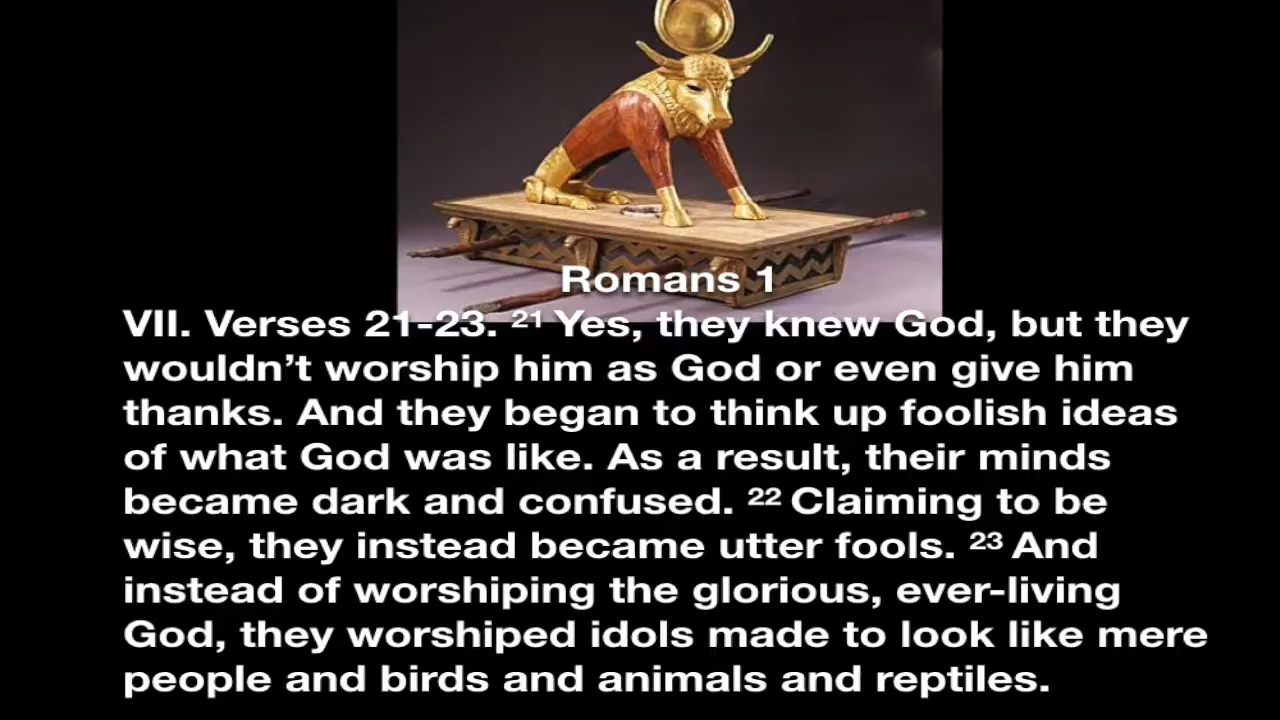 Romans 1
VII. Verses 21-23. 21 Yes, they knew God, but they
wouldn’t worship him as God or even give him
thanks. And they began to think up foolish ideas
of what God was like. As a result, their minds
became dark and confused. 22 Claiming to be
wise, they instead became utter fools. 23 And
instead of worshiping the glorious, ever-living
God, they worshiped idols made to look like mere
people and birds and animals and reptiles.